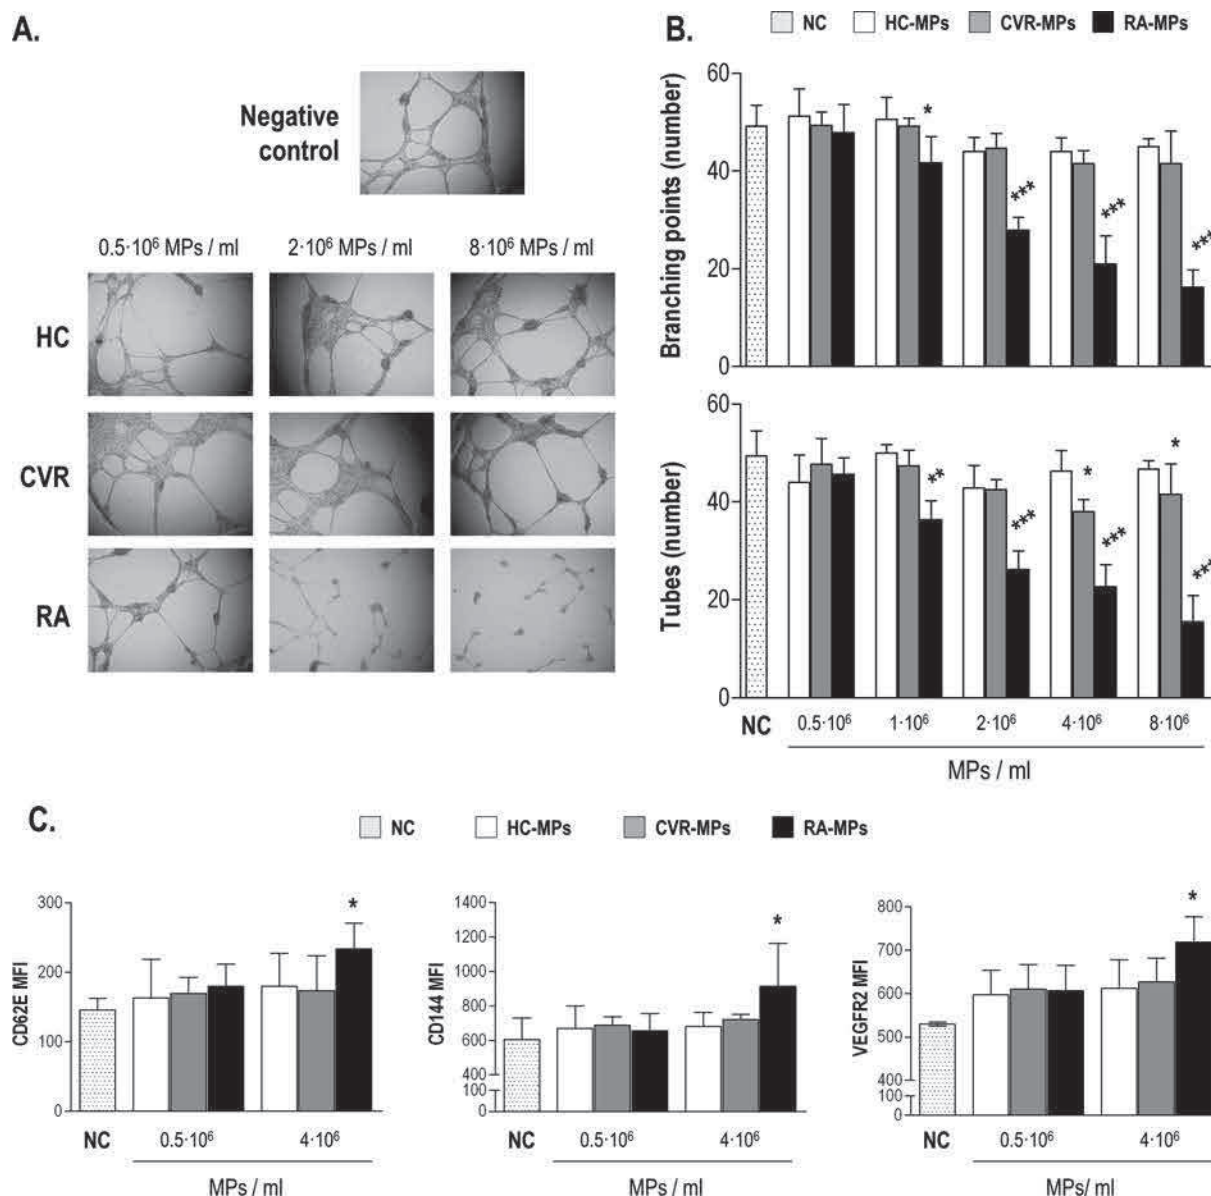 A.
Negative
control
0.5·10⁶ MPs / ml
2·10⁶ MPs / ml
8·10⁶ MPs / ml
HC
CVR
RA
B.
NC
HC-MPs
CVR-MPs
RA-MPs
Branching points (number)
60
40
20
0
*
***
***
***
Tubes (number)
60
40
20
0
**
***
*
***
*
***
NC
0.5·10⁶
1·10⁶
2·10⁶
4·10⁶
8·10⁶
MPs / ml
C.
NC
HC-MPs
CVR-MPs
RA-MPs
CD62E MFI
300
200
100
0
*
NC
0.5·10⁶
4·10⁶
MPs / ml
CD144 MFI
1400
1200
1000
800
600
400
100
0
*
NC
0.5·10⁶
4·10⁶
MPs / ml
VEGFR2 MFI
800
700
600
500
400
100
0
*
NC
0.5·10⁶
4·10⁶
MPs/ ml